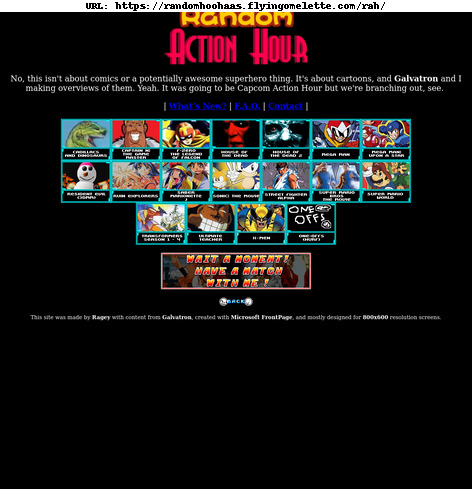 URL: https://randomhoohaas.flyingomelette.com/rah/
Random
Action Hour
No, this isn't about comics or a potentially awesome superhero thing. It's about cartoons, and Galvatron and I
making overviews of them. Yeah. It was going to be Capcom Action Hour but we're branching out, see.
| What's New? | F.A.Q. | Contact |
CADILLACS AND DINOSAURS
CAPTAIN N: THE GAME MASTER
F-ZERO THE LEGEND OF FALCON
HOUSE OF THE DEAD
HOUSE OF THE DEAD 2
MEGA MAN
MEGA MAN: UPON A STAR
RESIDENT EVIL
RUIN EXPLORERS
SABER MARIONETTE
SONIC THE MOVIE
STREET FIGHTER ALPHA
SUPER MARIO BROS THE MOVIE
SUPER MARIO WORLD
TRANSFORMERS SEASON 1 - 4
ULTIMATE TEACHER
X-MEN
ONE-OFFS
ONE OFFS!
WAIT A MOMENT!
HAVE A MATCH
WITH ME!
BACK
This site was made by Ragey with content from Galvatron, created with Microsoft FrontPage, and mostly designed for 800x600 resolution screens.